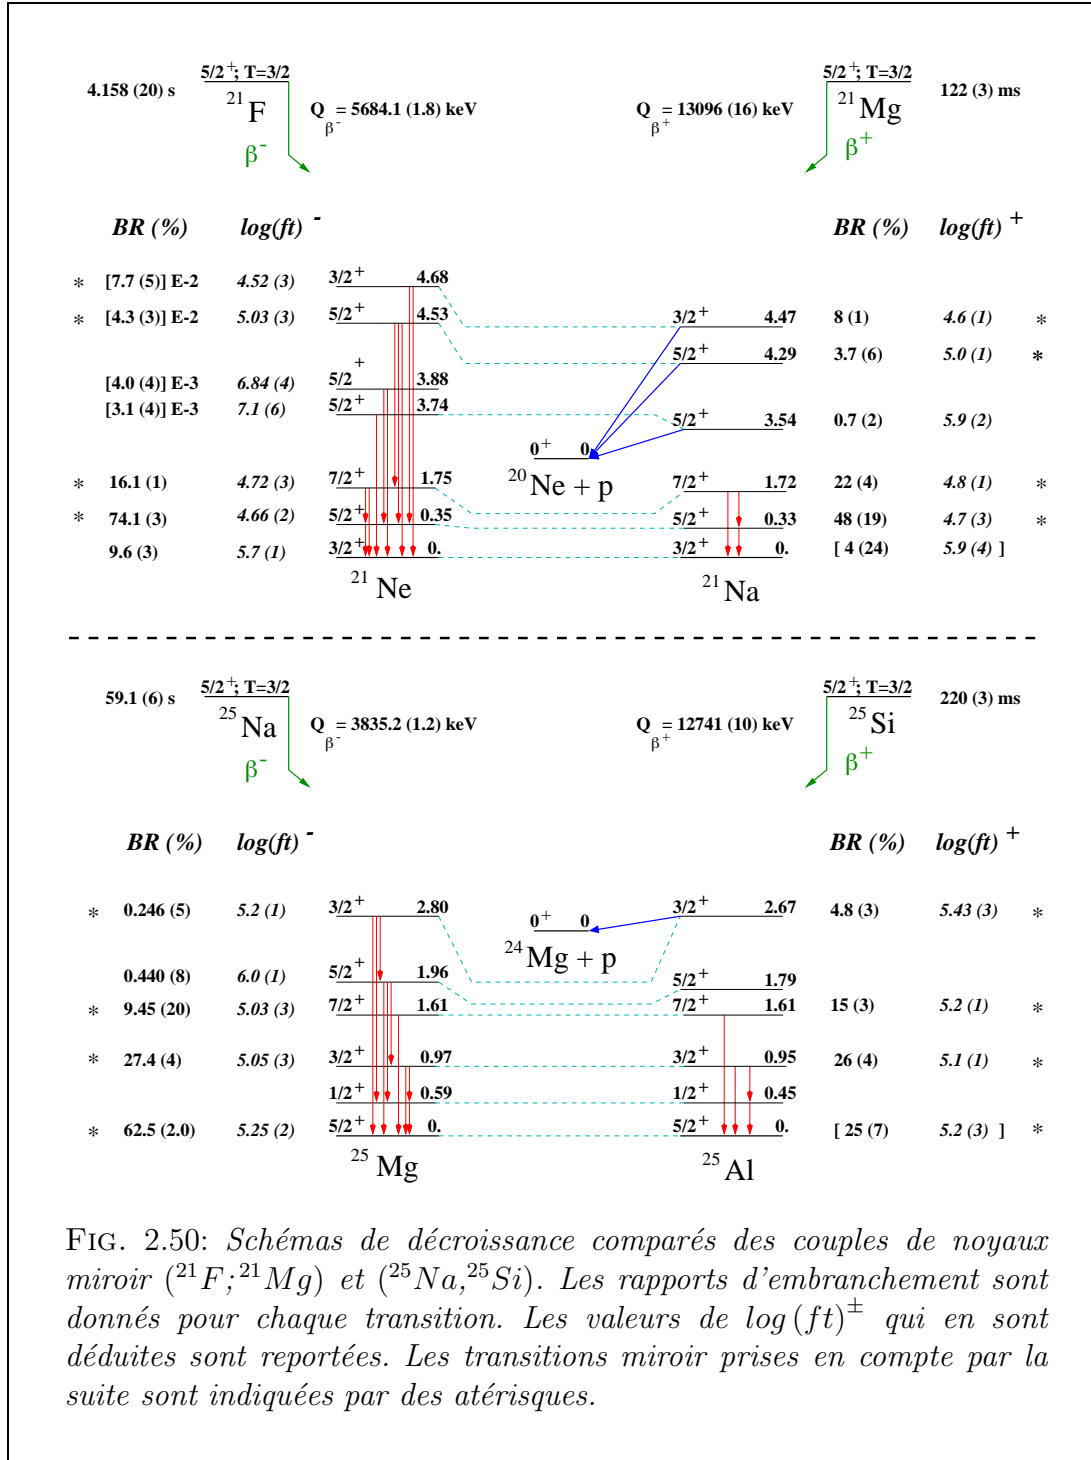 5/2+; T=3/2 5/2+; T=3/2
4.158 (20) s 21F Qβ- = 5684.1 (1.8) keV Qβ+ = 13096 (16) keV 21Mg 122 (3) ms
β- β+
BR (%) log(ft) - BR (%) log(ft) +
* [7.7 (5)] E-2 4.52 (3) 3/2+ 4.68
* [4.3 (3)] E-2 5.03 (3) 5/2+ 4.53 3/2+ 4.47 8 (1) 4.6 (1) *
5/2+ 4.29 3.7 (6) 5.0 (1) *
[4.0 (4)] E-3 6.84 (4) 5/2+ 3.88
[3.1 (4)] E-3 7.1 (6) 5/2+ 3.74 5/2+ 3.54 0.7 (2) 5.9 (2)
0+ 0
20Ne + p
* 16.1 (1) 4.72 (3) 7/2+ 1.75 7/2+ 1.72 22 (4) 4.8 (1) *
* 74.1 (3) 4.66 (2) 5/2+ 0.35 5/2+ 0.33 48 (19) 4.7 (3) *
9.6 (3) 5.7 (1) 3/2+ 0. 3/2+ 0. [ 4 (24) 5.9 (4) ]
21Ne 21Na
5/2+; T=3/2 5/2+; T=3/2
59.1 (6) s 25Na Qβ- = 3835.2 (1.2) keV Qβ+ = 12741 (10) keV 25Si 220 (3) ms
β- β+
BR (%) log(ft) - BR (%) log(ft) +
* 0.246 (5) 5.2 (1) 3/2+ 2.80 0+ 0 3/2+ 2.67 4.8 (3) 5.43 (3) *
24Mg + p
0.440 (8) 6.0 (1) 5/2+ 1.96 5/2+ 1.79
* 9.45 (20) 5.03 (3) 7/2+ 1.61 7/2+ 1.61 15 (3) 5.2 (1) *
* 27.4 (4) 5.05 (3) 3/2+ 0.97 3/2+ 0.95 26 (4) 5.1 (1) *
1/2+ 0.59 1/2+ 0.45
* 62.5 (2.0) 5.25 (2) 5/2+ 0. 5/2+ 0. [ 25 (7) 5.2 (3) ] *
25Mg 25Al
FIG. 2.50: Schémas de décroissance comparés des couples de noyaux
miroir (21F;21Mg) et (25Na,25Si). Les rapports d'embranchement sont
donnés pour chaque transition. Les valeurs de log (ft)± qui en sont
déduites sont reportées. Les transitions miroir prises en compte par la
suite sont indiquées par des atérisques.